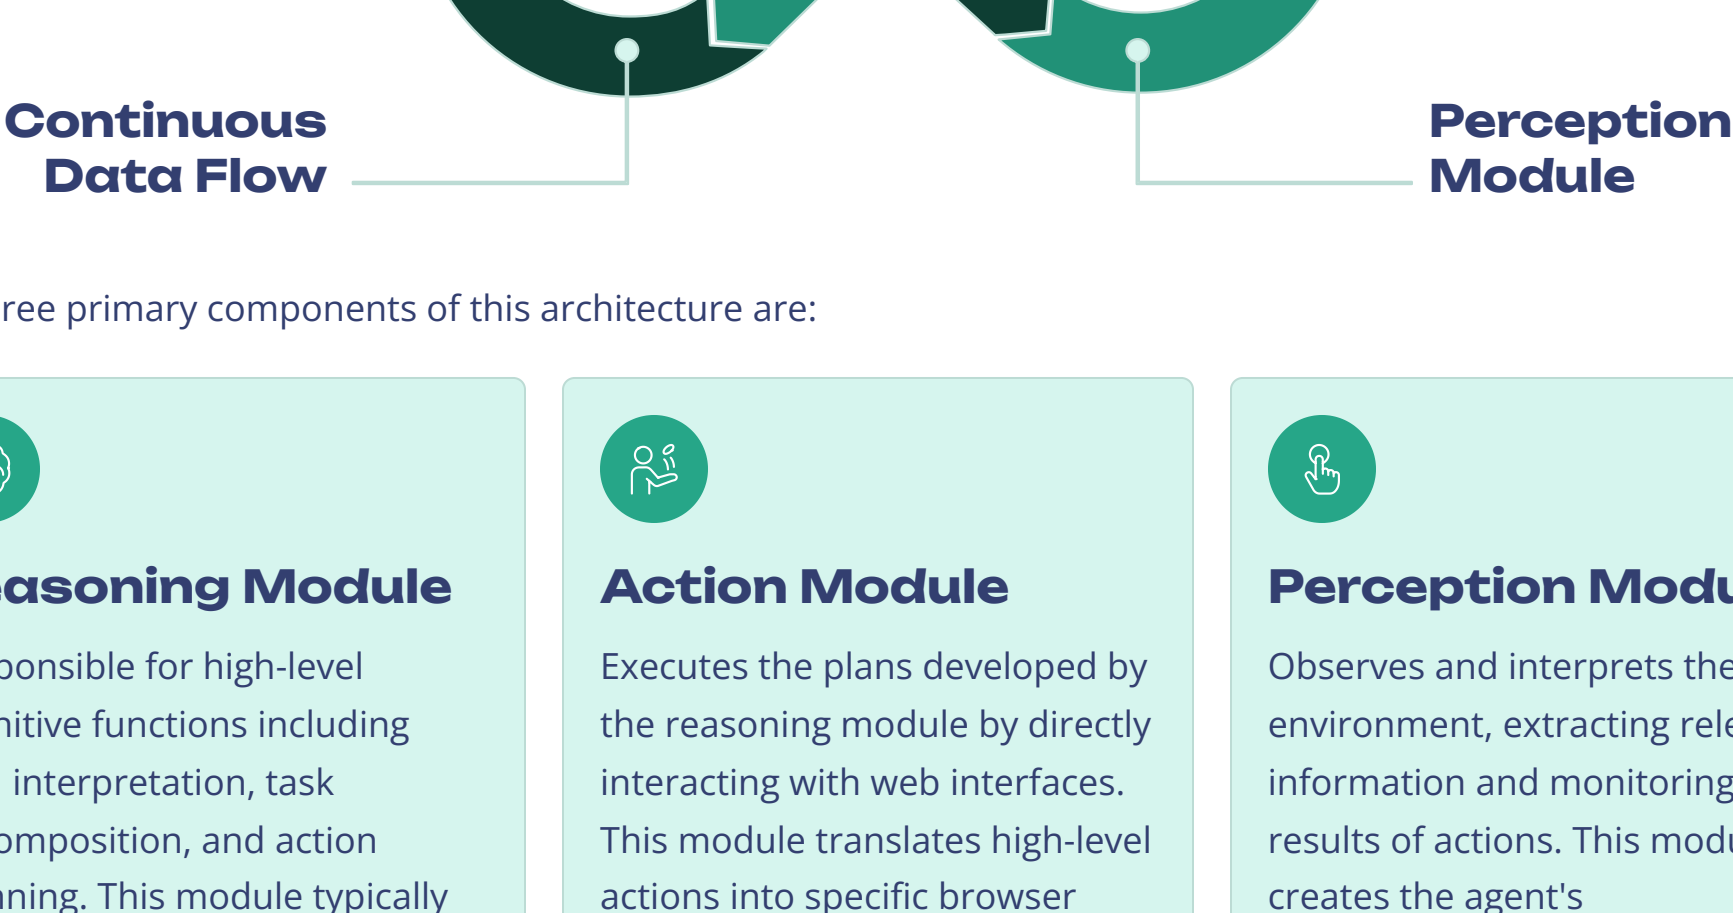 Continuous
Data Flow
Perception
Module
ree primary components of this architecture are:
easoning Module
ponsible for high-level
nitive functions including
interpretation, task
omposition, and action
nning. This module typically
Action Module
Executes the plans developed by
the reasoning module by directly
interacting with web interfaces.
This module translates high-level
actions into specific browser
Perception Modu
Observes and interprets the
environment, extracting rele
information and monitoring
results of actions. This modu
creates the agent's